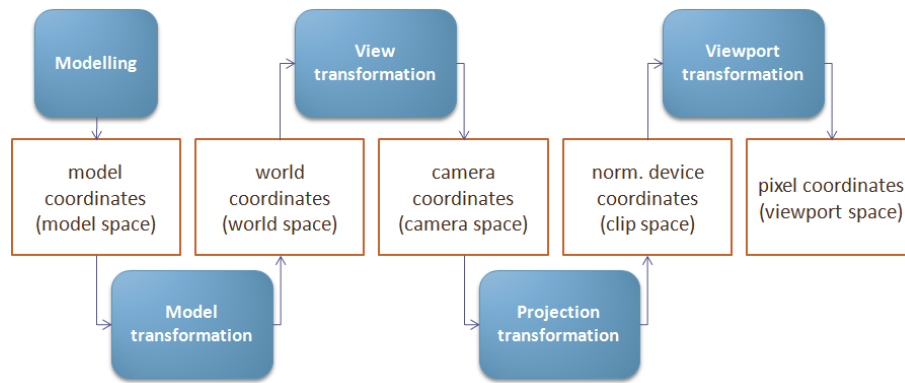 Modelling
View
transformation
Viewport
transformation
model
coordinates
(model space)
world
coordinates
(world space)
camera
coordinates
(camera space)
norm. device
coordinates
(clip space)
pixel coordinates
(viewport space)
Model
transformation
Projection
transformation